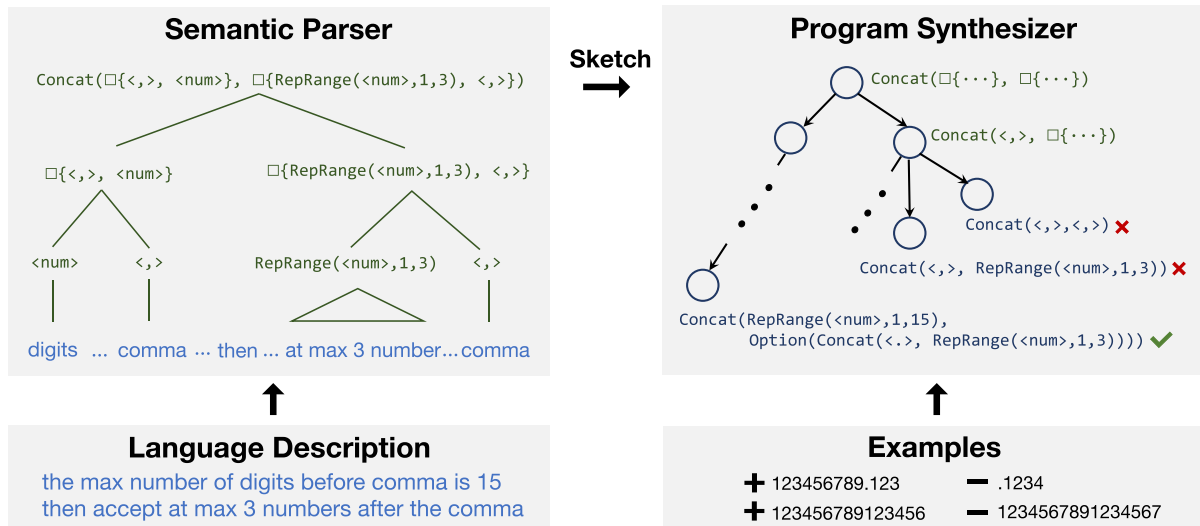 Semantic Parser
Concat(□{<,>, <num>}, □{RepRange(<num>,1,3), <,>})
□{<,>, <num>}
□{RepRange(<num>,1,3), <,>}
<num>
<,>
RepRange(<num>,1,3)
<,>
digits ... comma ... then ... at max 3 number... comma
Language Description
the max number of digits before comma is 15
then accept at max 3 numbers after the comma
Sketch
Program Synthesizer
Concat(□{···}, □{···})
Concat(<,>, □{···})
Concat(<,>,<,>)
Concat(<,>, RepRange(<num>,1,3))
Concat(RepRange(<num>,1,15),
Option(Concat(<.>, RepRange(<num>,1,3))))
Examples
+ 123456789.123
- .1234
+ 123456789123456
- 1234567891234567